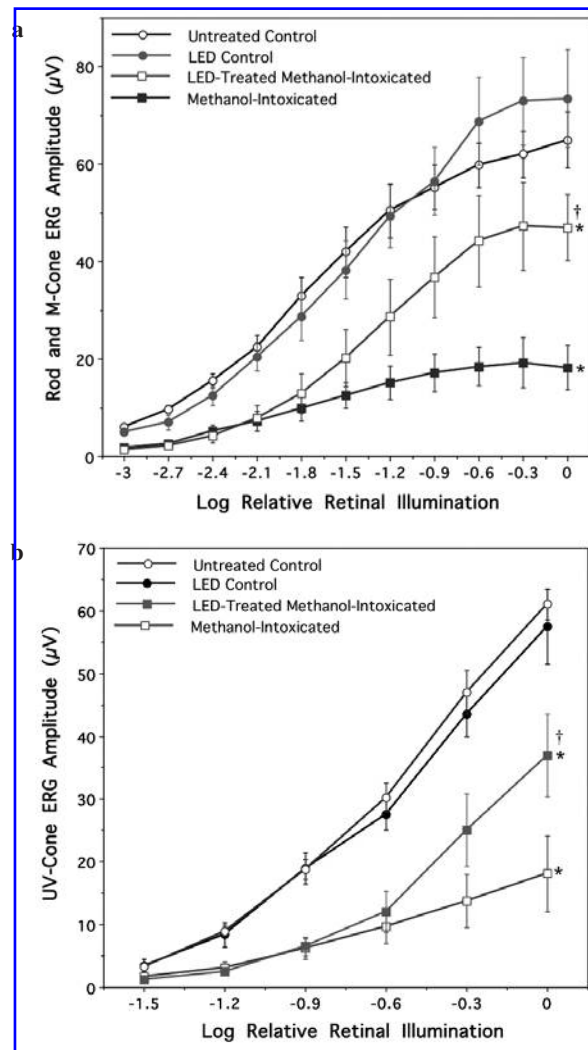 a
Untreated Control
LED Control
LED-Treated Methanol-Intoxicated
Methanol-Intoxicated
Rod and M-Cone ERG Amplitude (µV)
80
60
40
20
0
†
*
*
-3 -2.7 -2.4 -2.1 -1.8 -1.5 -1.2 -0.9 -0.6 -0.3 0
Log Relative Retinal Illumination
b
Untreated Control
LED Control
LED-Treated Methanol-Intoxicated
Methanol-Intoxicated
UV-Cone ERG Amplitude (µV)
70
60
50
40
30
20
10
0
†
*
*
-1.5 -1.2 -0.9 -0.6 -0.3 0
Log Relative Retinal Illumination